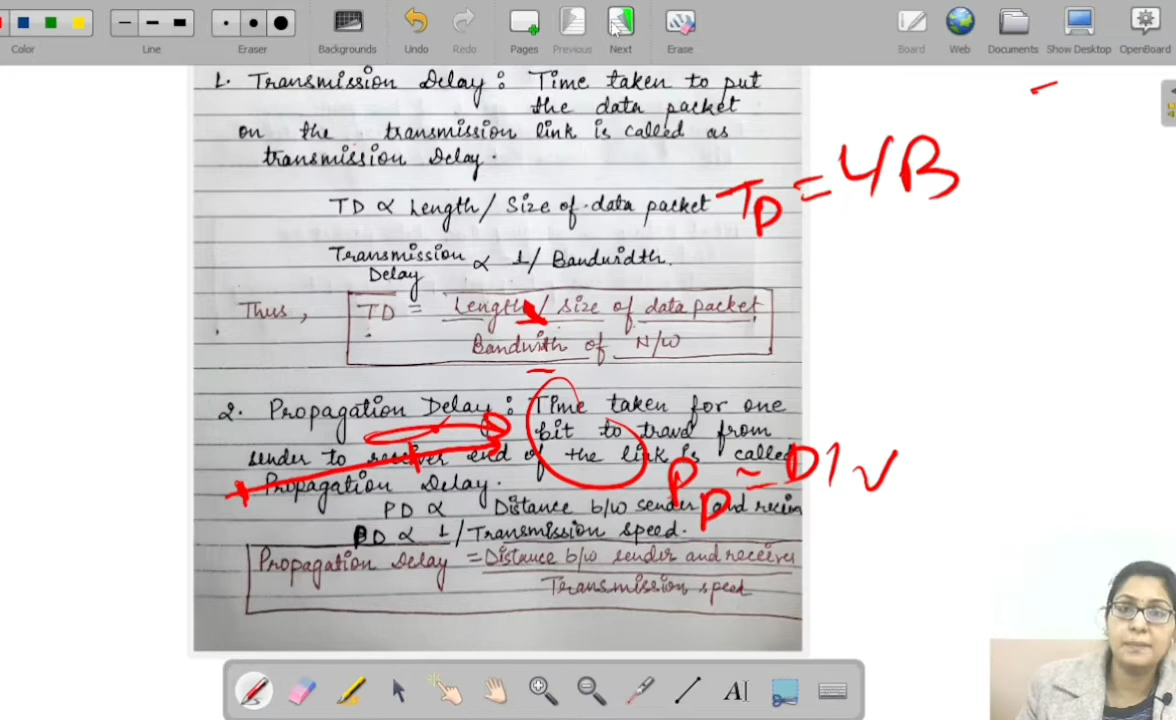 Color
Line
Eraser
Backgrounds
Undo
Redo
Pages
Previous
Next
Erase
Board
Web
Documents
Show Desktop
OpenBoard
1. Transmission Delay : Time taken to put
the data packet
on the transmission link is called as
transmission Delay.
TD ∝ Length/ Size of data packet
TD = L/B
Transmission
Delay ∝ 1/ Bandwidth.
Thus, TD = Length/ Size of data packet
Bandwith of N/W
2. Propagation Delay : Time taken for one
bit to travel from
sender to receiver end of the link is called
Propagation Delay.
PD = D/V
PD ∝ Distance b/w sender and
PD ∝ 1/Transmission speed.
Propagation Delay = Distance b/w sender and receiver
Transmission speed